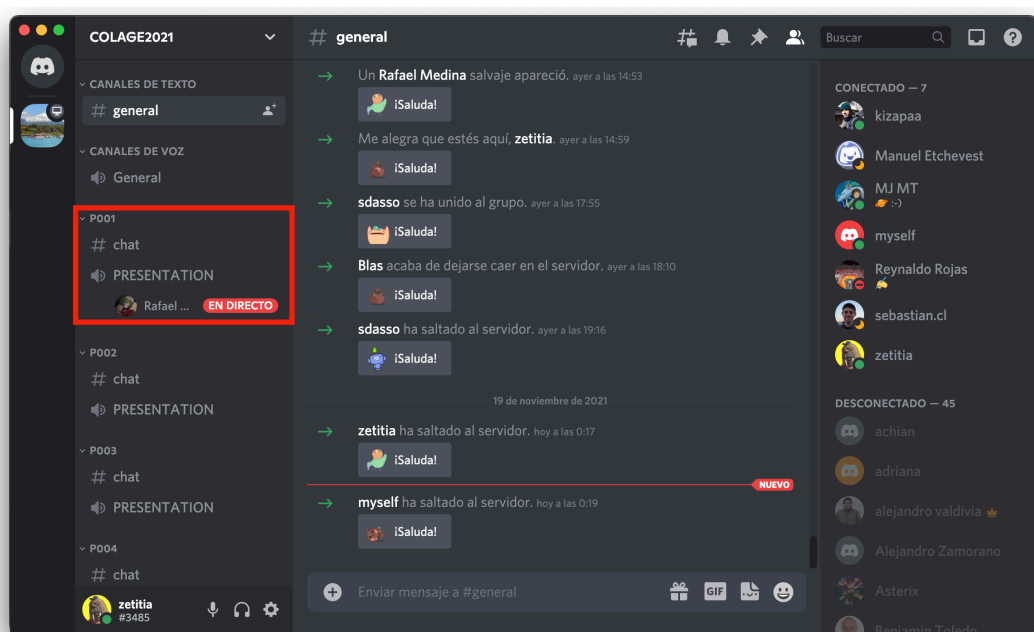 COLAGE2021
CANALES DE TEXTO
general
CANALES DE VOZ
General
P001
chat
PRESENTATION
Rafael ... EN DIRECTO
P002
chat
PRESENTATION
P003
chat
PRESENTATION
P004
chat
zetitia
#3485
general
Buscar
Un Rafael Medina salvaje apareció. ayer a las 14:53
¡Saluda!
Me alegra que estés aquí, zetitia. ayer a las 14:59
¡Saluda!
sdasso se ha unido al grupo. ayer a las 17:55
¡Saluda!
Blas acaba de dejarse caer en el servidor. ayer a las 18:10
¡Saluda!
sdasso ha saltado al servidor. ayer a las 19:16
¡Saluda!
19 de noviembre de 2021
zetitia ha saltado al servidor. hoy a las 0:17
¡Saluda!
NUEVO
myself ha saltado al servidor. hoy a las 0:19
¡Saluda!
Enviar mensaje a #general
GIF
CONECTADO — 7
kizapaa
Manuel Etchevest
MJ MT
:-)
myself
Reynaldo Rojas
sebastian.cl
zetitia
DESCONECTADO — 45
achian
adriana
alejandro valdivia
Alejandro Zamorano
Asterix
Benjamin Toledo